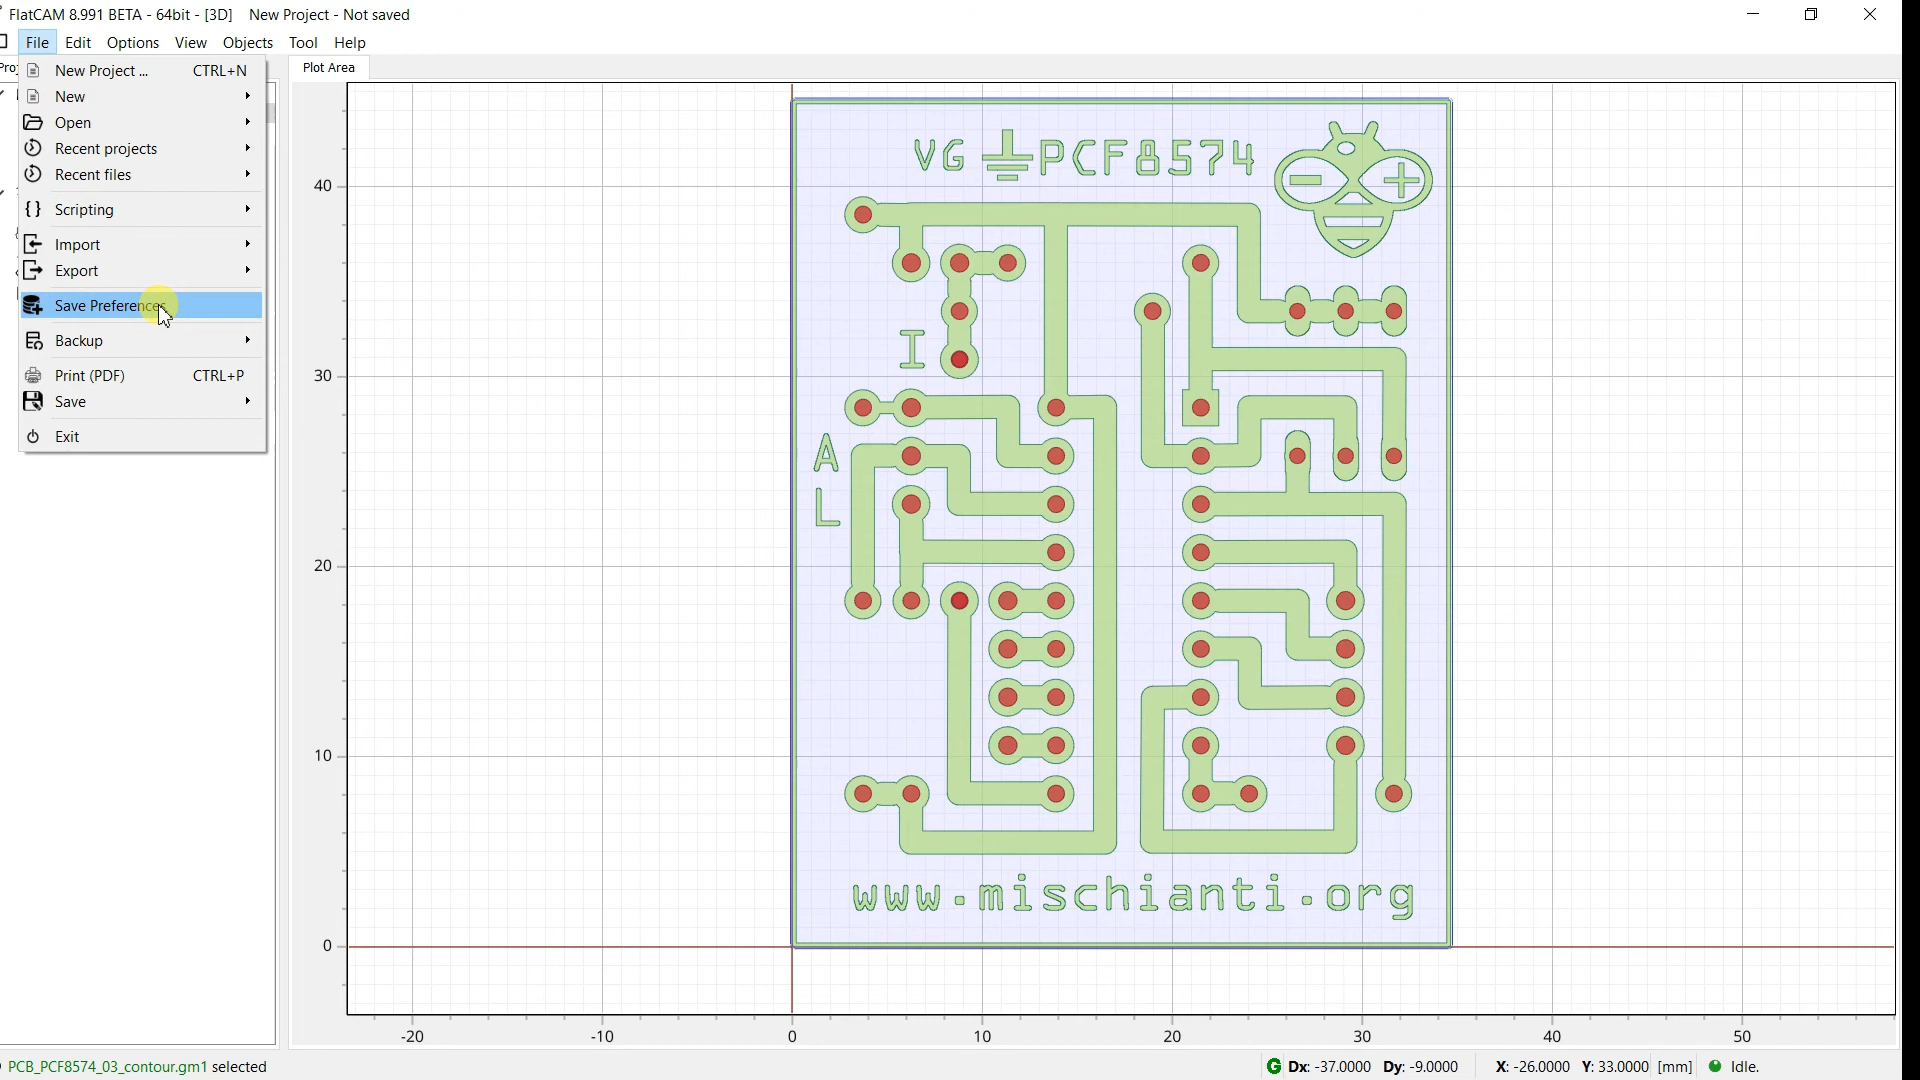 FlatCAM 8.991 BETA - 64bit - [3D] New Project - Not saved
File Edit Options View Objects Tool Help
Plot Area
New Project ... CTRL+N
New
Open
Recent projects
Recent files
Scripting
Import
Export
Save Preferences
Backup
Print (PDF) CTRL+P
Save
Exit
VG PCF8574
- +
I
A
L
www.mischianti.org
40
30
20
10
0
-20 -10 0 10 20 30 40 50
PCB_PCF8574_03_contour.gm1 selected
G Dx: -37.0000 Dy: -9.0000 X: -26.0000 Y: 33.0000 [mm] Idle.